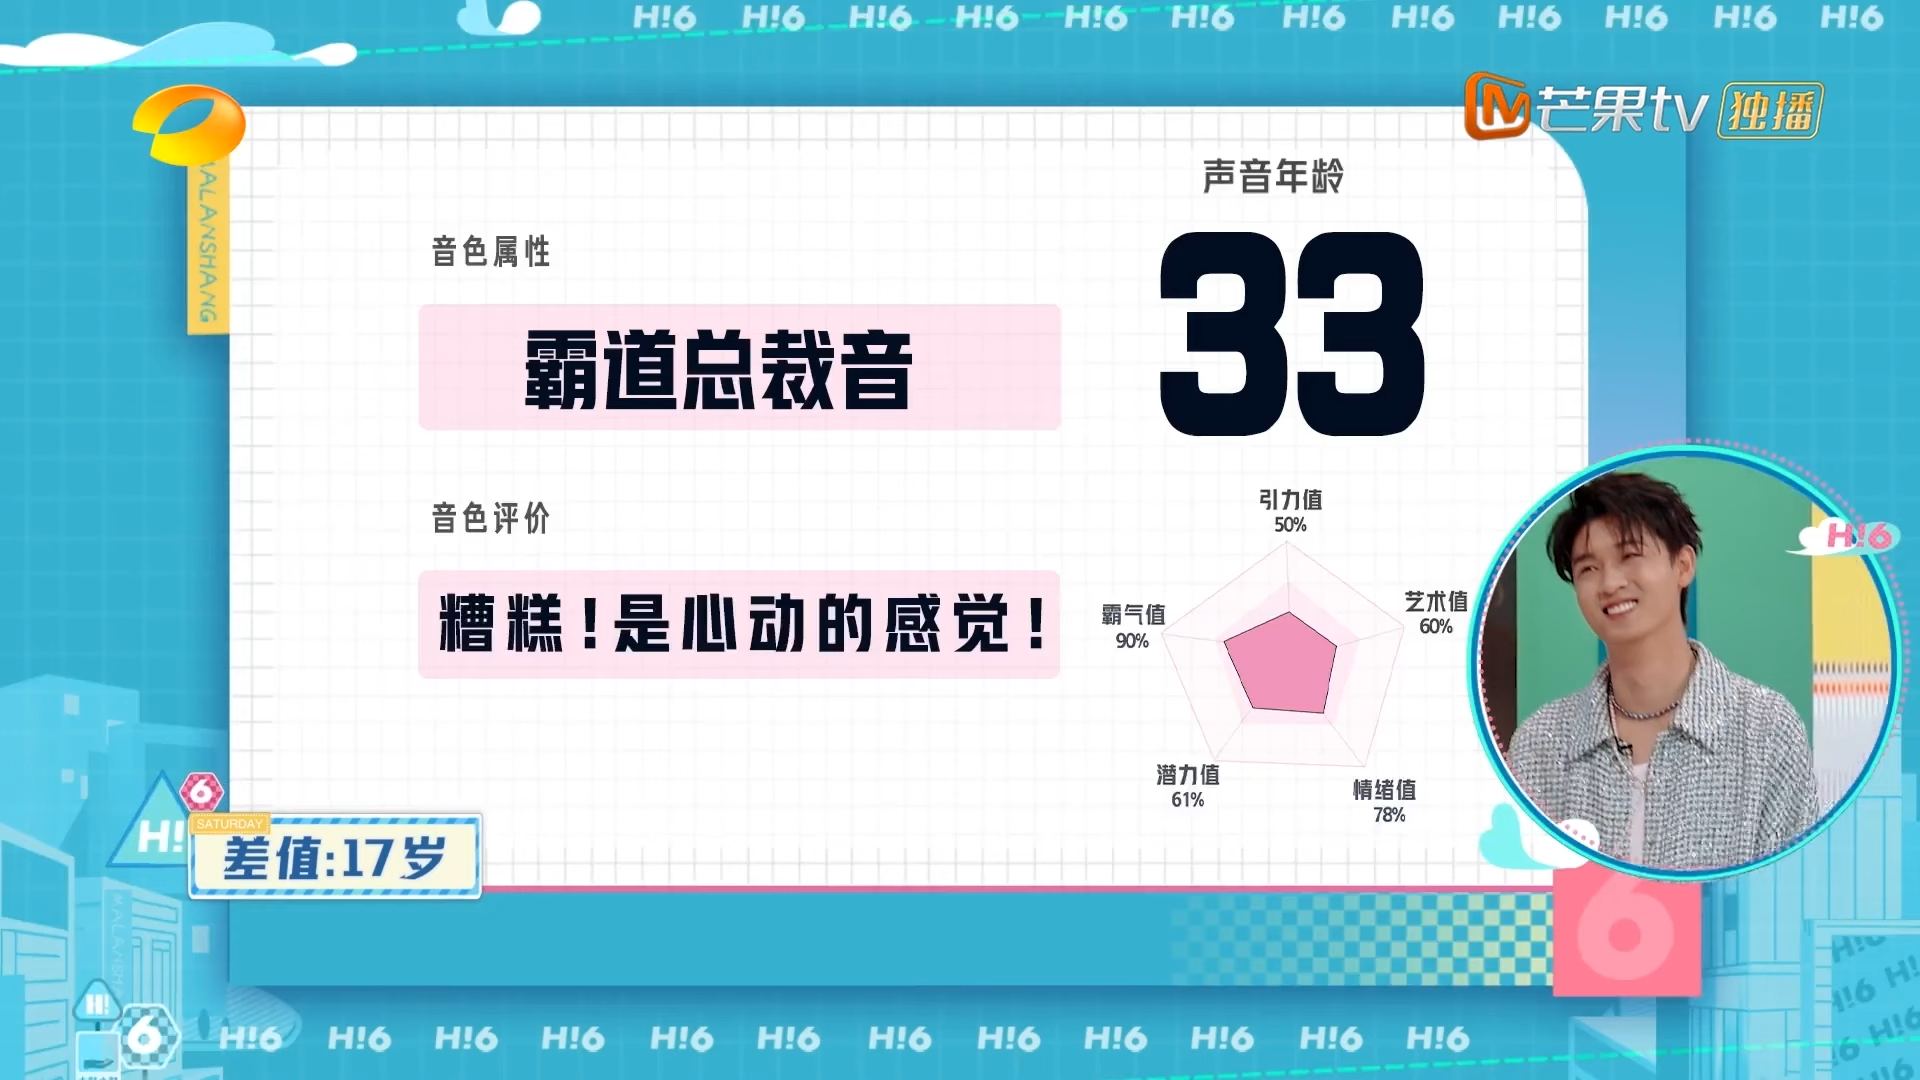 H!6 H!6 H!6 H!6 H!6 H!6 H!6 H!6 H!6 H!6 H!6 H!6
芒果tv 独播
MALANSHANG
声音年龄
33
音色属性
霸道总裁音
音色评价
糟糕!是心动的感觉!
引力值
50%
艺术值
60%
霸气值
90%
潜力值
61%
情绪值
78%
H!6
6
H!
SATURDAY
差值:17岁
6
H!
6
H!6 H!6 H!6 H!6 H!6 H!6 H!6 H!6 H!6 H!6 H!6 H!6